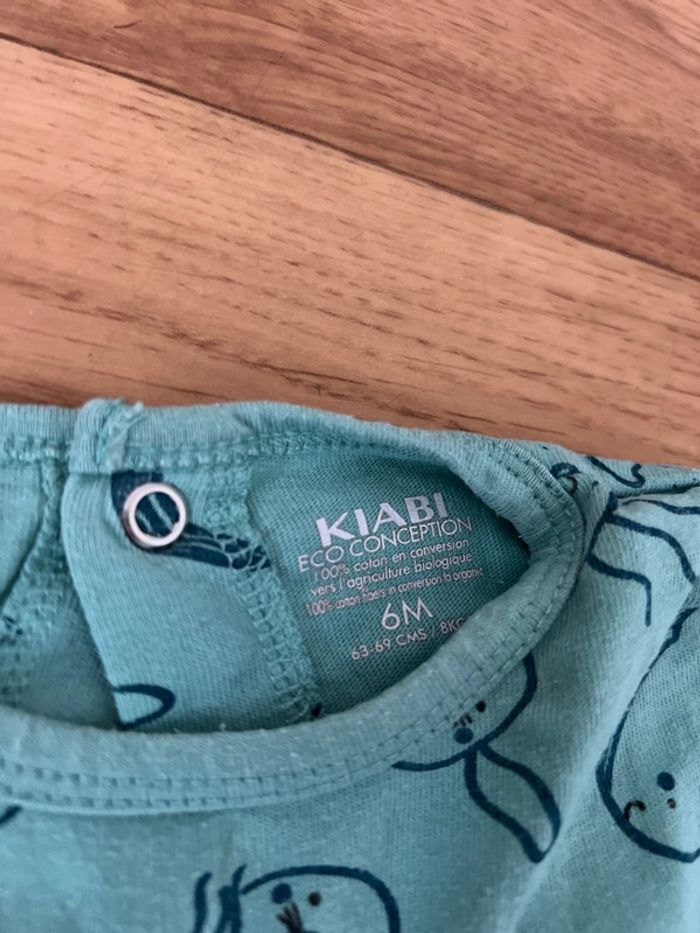 KIABI
ECO CONCEPTION
100% coton en conversion
vers l'agriculture biologique
100% cotton fibers in conversion to organic
6M
63-69 CMS / 8KG